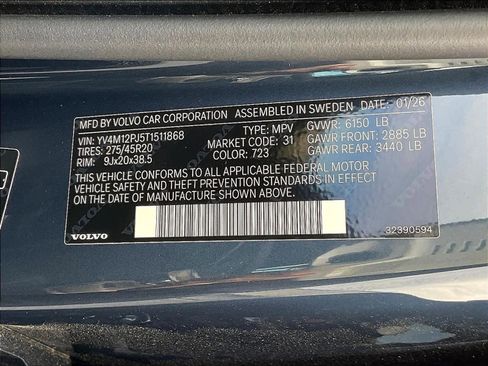 MFD BY VOLVO CAR CORPORATION ASSEMBLED IN SWEDEN DATE: 01/26
VIN: YV4M12PJ5T1511868 TYPE: MPV GVWR: 6150 LB
TIRES: 275/45R20 MARKET CODE: 31 GAWR FRONT: 2885 LB
RIM: 9Jx20x38.5 COLOR: 723 GAWR REAR: 3440 LB
THIS VEHICLE CONFORMS TO ALL APPLICABLE FEDERAL MOTOR
VEHICLE SAFETY AND THEFT PREVENTION STANDARDS IN EFFECT ON
THE DATE OF MANUFACTURE SHOWN ABOVE.
VOLVO 32390594